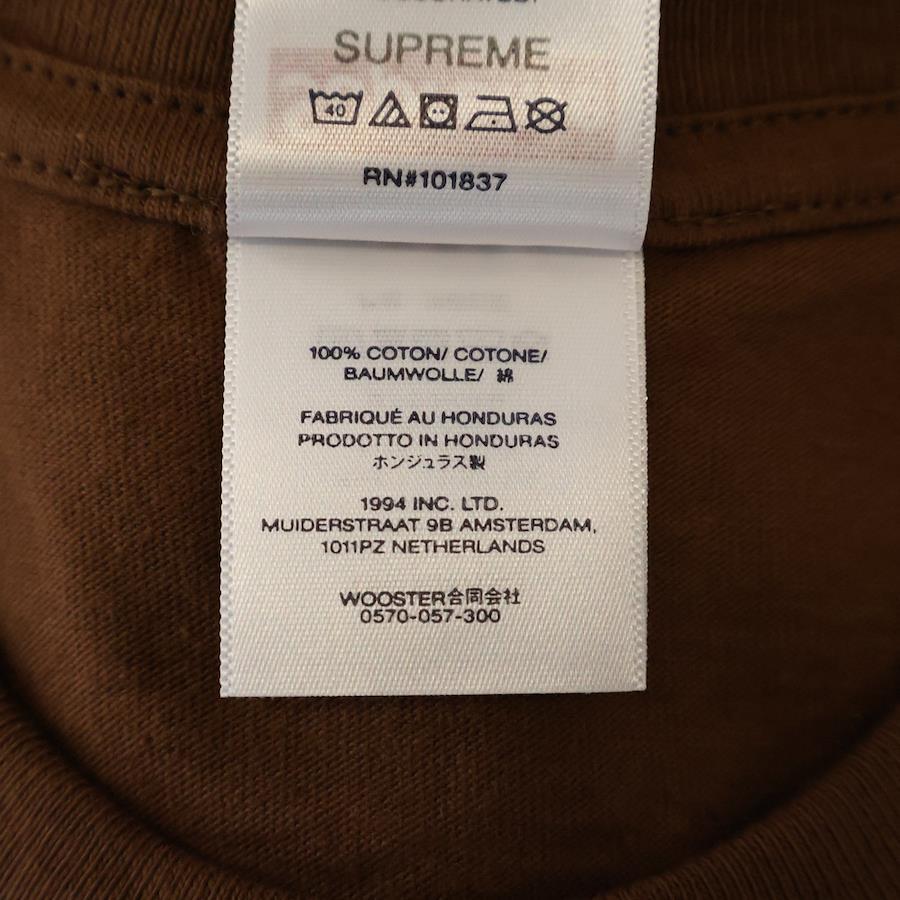 SUPREME
40
RN#101837
100% COTON/ COTONE/
BAUMWOLLE/ 綿
FABRIQUÉ AU HONDURAS
PRODOTTO IN HONDURAS
ホンジュラス製
1994 INC. LTD.
MUIDERSTRAAT 9B AMSTERDAM,
1011PZ NETHERLANDS
WOOSTER合同会社
0570-057-300